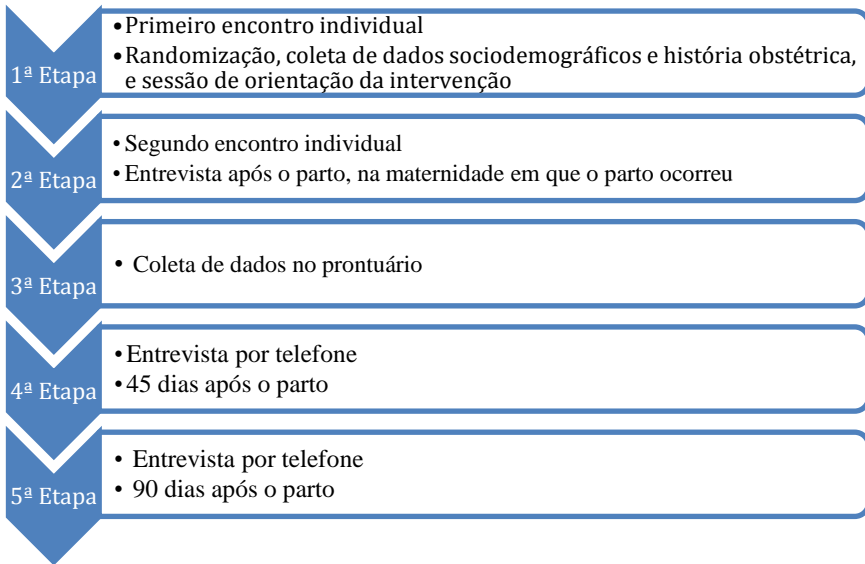 1ª Etapa
•Primeiro encontro individual
•Randomização, coleta de dados sociodemográficos e história obstétrica,
e sessão de orientação da intervenção
2ª Etapa
•Segundo encontro individual
•Entrevista após o parto, na maternidade em que o parto ocorreu
3ª Etapa
• Coleta de dados no prontuário
4ª Etapa
•Entrevista por telefone
•45 dias após o parto
5ª Etapa
• Entrevista por telefone
• 90 dias após o parto